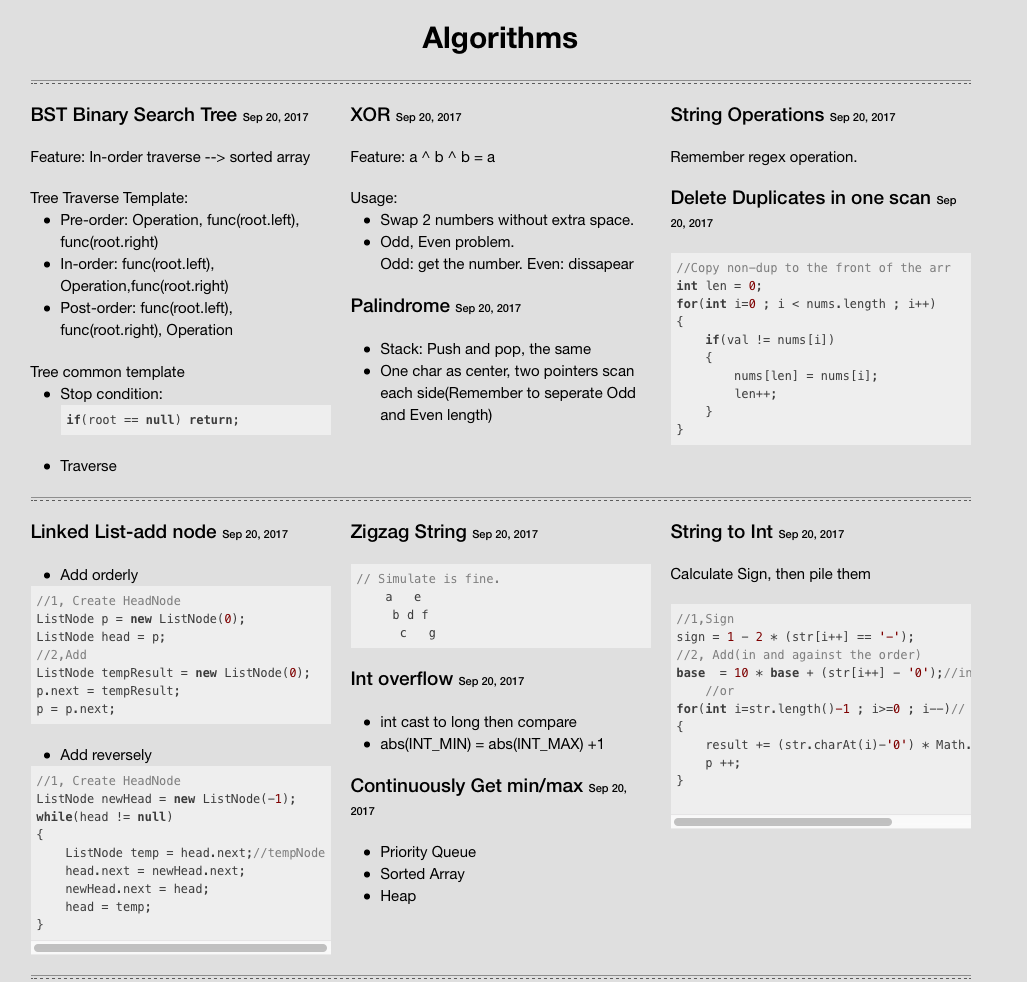 Algorithms
BST Binary Search Tree Sep 20, 2017
Feature: In-order traverse --> sorted array
Tree Traverse Template:
Pre-order: Operation, func(root.left),
func(root.right)
In-order: func(root.left),
Operation,func(root.right)
Post-order: func(root.left),
func(root.right), Operation
Tree common template
Stop condition:
if(root == null) return;
Traverse
XOR Sep 20, 2017
Feature: a ^ b ^ b = a
Usage:
Swap 2 numbers without extra space.
Odd, Even problem.
Odd: get the number. Even: dissapear
Palindrome Sep 20, 2017
Stack: Push and pop, the same
One char as center, two pointers scan
each side(Remember to seperate Odd
and Even length)
String Operations Sep 20, 2017
Remember regex operation.
Delete Duplicates in one scan Sep
20, 2017
//Copy non-dup to the front of the arr
int len = 0;
for(int i=0 ; i < nums.length ; i++)
{
    if(val != nums[i])
    {
        nums[len] = nums[i];
        len++;
    }
}
Linked List-add node Sep 20, 2017
Add orderly
//1, Create HeadNode
ListNode p = new ListNode(0);
ListNode head = p;
//2,Add
ListNode tempResult = new ListNode(0);
p.next = tempResult;
p = p.next;
Add reversely
//1, Create HeadNode
ListNode newHead = new ListNode(-1);
while(head != null)
{
    ListNode temp = head.next;//tempNode
    head.next = newHead.next;
    newHead.next = head;
    head = temp;
}
Zigzag String Sep 20, 2017
// Simulate is fine.
    a   e
     b d f
      c   g
Int overflow Sep 20, 2017
int cast to long then compare
abs(INT_MIN) = abs(INT_MAX) +1
Continuously Get min/max Sep 20,
2017
Priority Queue
Sorted Array
Heap
String to Int Sep 20, 2017
Calculate Sign, then pile them
//1,Sign
sign = 1 - 2 * (str[i++] == '-');
//2, Add(in and against the order)
base  = 10 * base + (str[i++] - '0');//in
    //or
for(int i=str.length()-1 ; i>=0 ; i--)//
{
    result += (str.charAt(i)-'0') * Math.
    p ++;
}